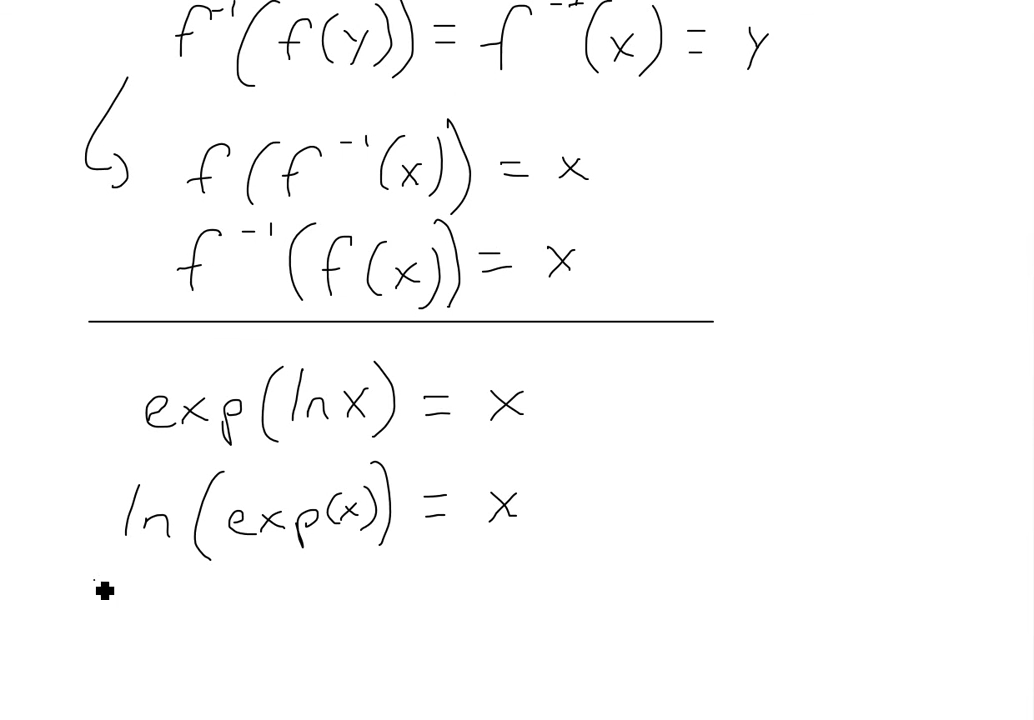 f⁻¹(f(y)) = f⁻¹(x) = y
f(f⁻¹(x)) = x
f⁻¹(f(x)) = x
exp(ln x) = x
ln(exp(x)) = x